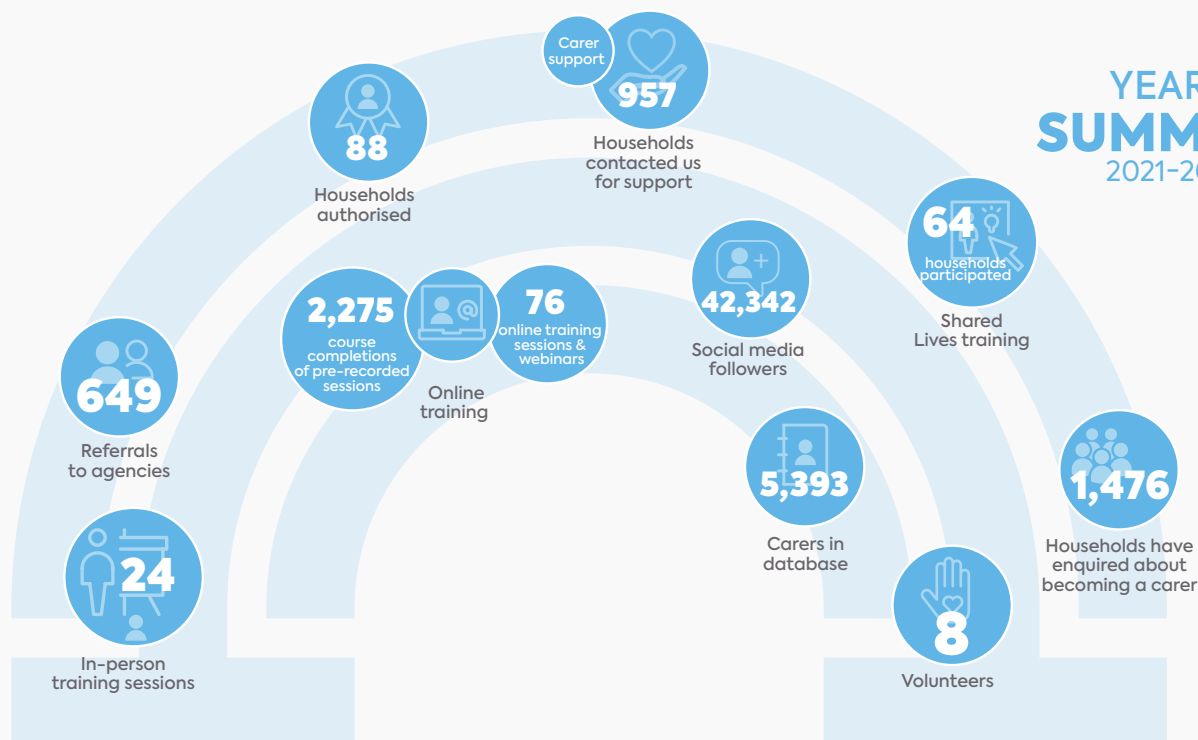 Carer
support
957
Households
contacted us
for support
YEAR
SUMM
2021-20
88
Households
authorised
64
households
participated
Shared
Lives training
2,275
course
completions
of pre-recorded
sessions
@
Online
training
76
online training
sessions &
webinars
42,342
Social media
followers
649
Referrals
to agencies
5,393
Carers in
database
1,476
Households have
enquired about
becoming a carer
24
In-person
training sessions
8
Volunteers